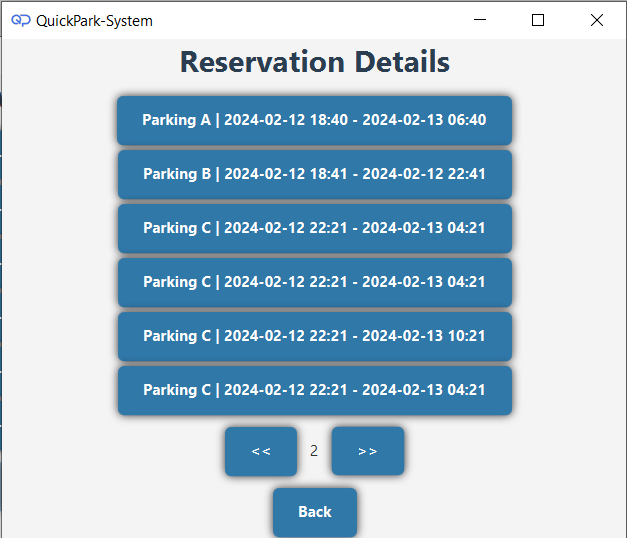 QP QuickPark-System
Reservation Details
Parking A | 2024-02-12 18:40 - 2024-02-13 06:40
Parking B | 2024-02-12 18:41 - 2024-02-12 22:41
Parking C | 2024-02-12 22:21 - 2024-02-13 04:21
Parking C | 2024-02-12 22:21 - 2024-02-13 04:21
Parking C | 2024-02-12 22:21 - 2024-02-13 10:21
Parking C | 2024-02-12 22:21 - 2024-02-13 04:21
<< 2 >>
Back